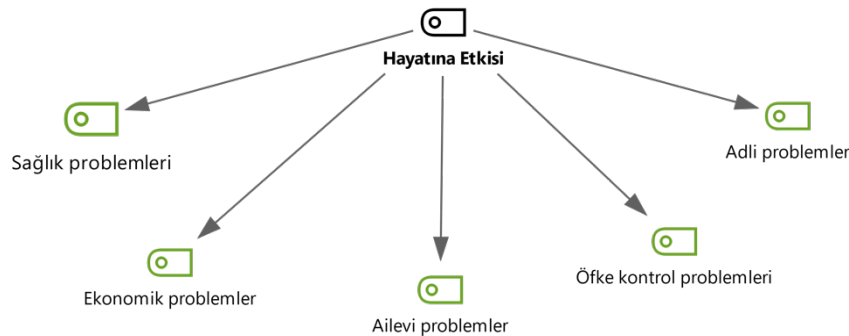 Hayatına Etkisi
Sağlık problemleri
Adli problemler
Ekonomik problemler
Öfke kontrol problemleri
Ailevi problemler